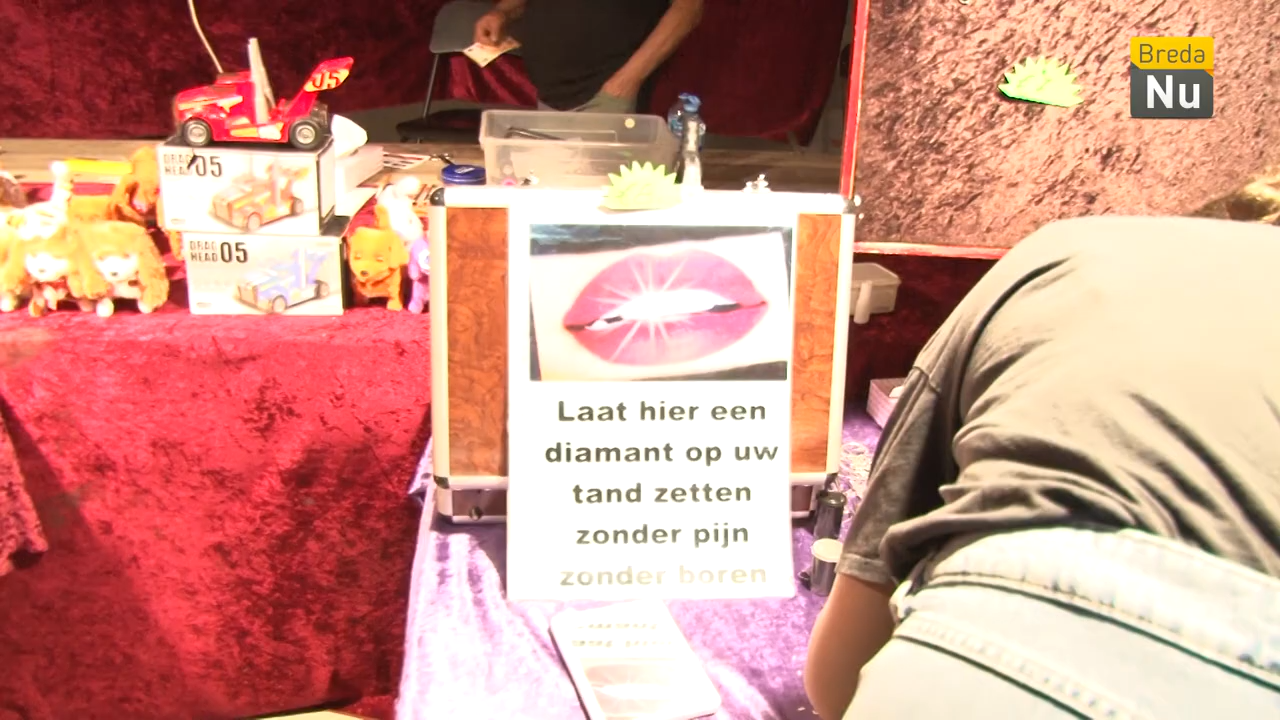 Breda
Nu
05
DRAG
HEAD 05
DRAG
HEAD 05
Laat hier een
diamant op uw
tand zetten
zonder pijn
zonder boren